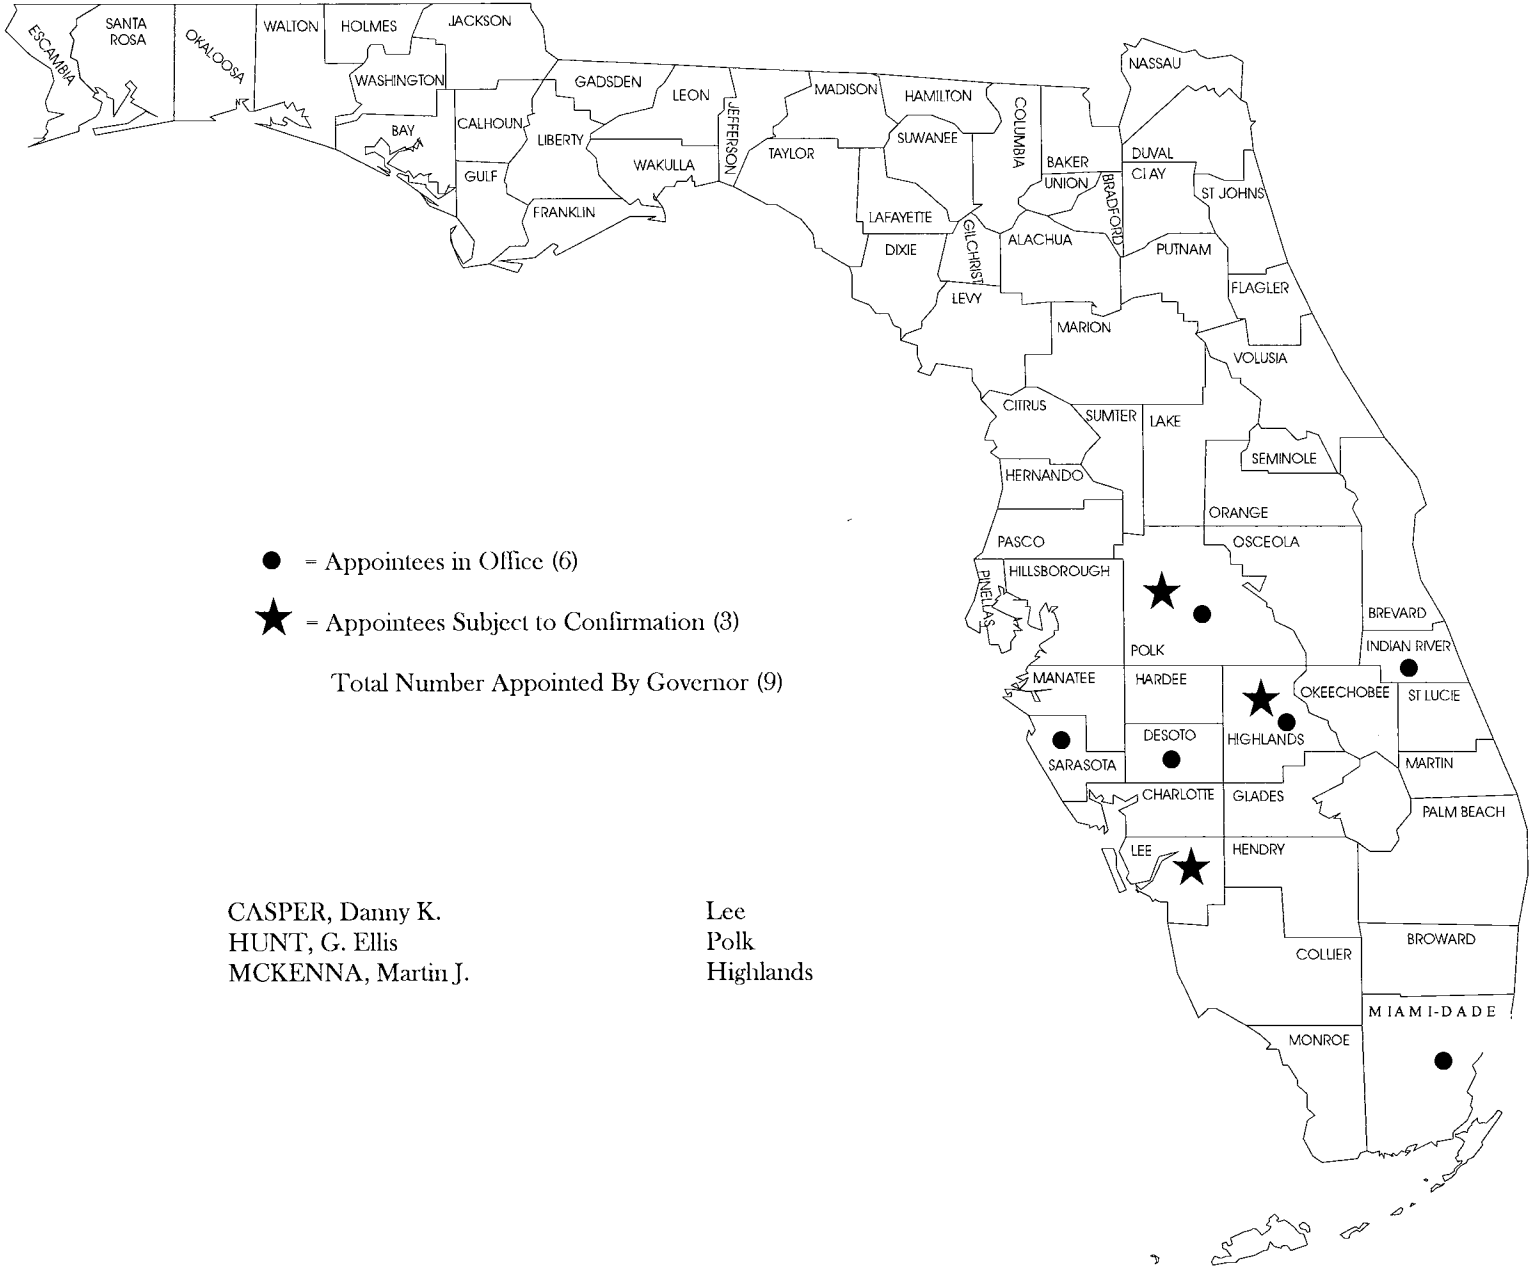 ESCAMBIA
SANTA
ROSA
OKALOOSA
WALTON
HOLMES
JACKSON
WASHINGTON
BAY
CALHOUN
GULF
LIBERTY
GADSDEN
FRANKLIN
LEON
WAKULLA
JEFFERSON
MADISON
TAYLOR
HAMILTON
SUWANEE
LAFAYETTE
DIXIE
COLUMBIA
GILCHRIST
LEVY
BAKER
UNION
BRADFORD
ALACHUA
NASSAU
DUVAL
CLAY
ST JOHNS
PUTNAM
FLAGLER
MARION
VOLUSIA
CITRUS
SUMTER
LAKE
SEMINOLE
HERNANDO
ORANGE
PASCO
OSCEOLA
PINELLAS
HILLSBOROUGH
POLK
BREVARD
INDIAN RIVER
MANATEE
HARDEE
OKEECHOBEE
ST LUCIE
DESOTO
HIGHLANDS
SARASOTA
MARTIN
CHARLOTTE
GLADES
PALM BEACH
LEE
HENDRY
BROWARD
COLLIER
MIAMI-DADE
MONROE
= Appointees in Office (6)
= Appointees Subject to Confirmation (3)
Total Number Appointed By Governor (9)
CASPER, Danny K. Lee
HUNT, G. Ellis Polk
MCKENNA, Martin J. Highlands